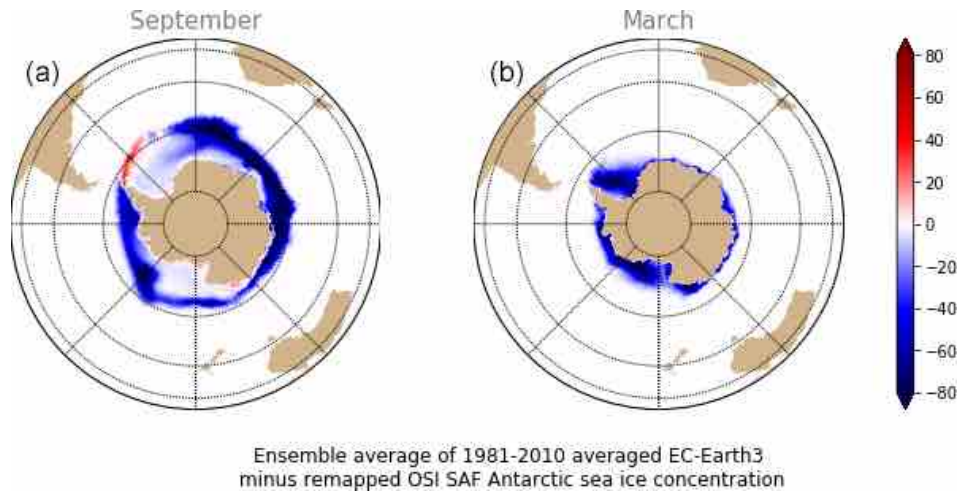 September
March
(a)
(b)
80
60
40
20
0
−20
−40
−60
−80
Ensemble average of 1981-2010 averaged EC-Earth3
minus remapped OSI SAF Antarctic sea ice concentration